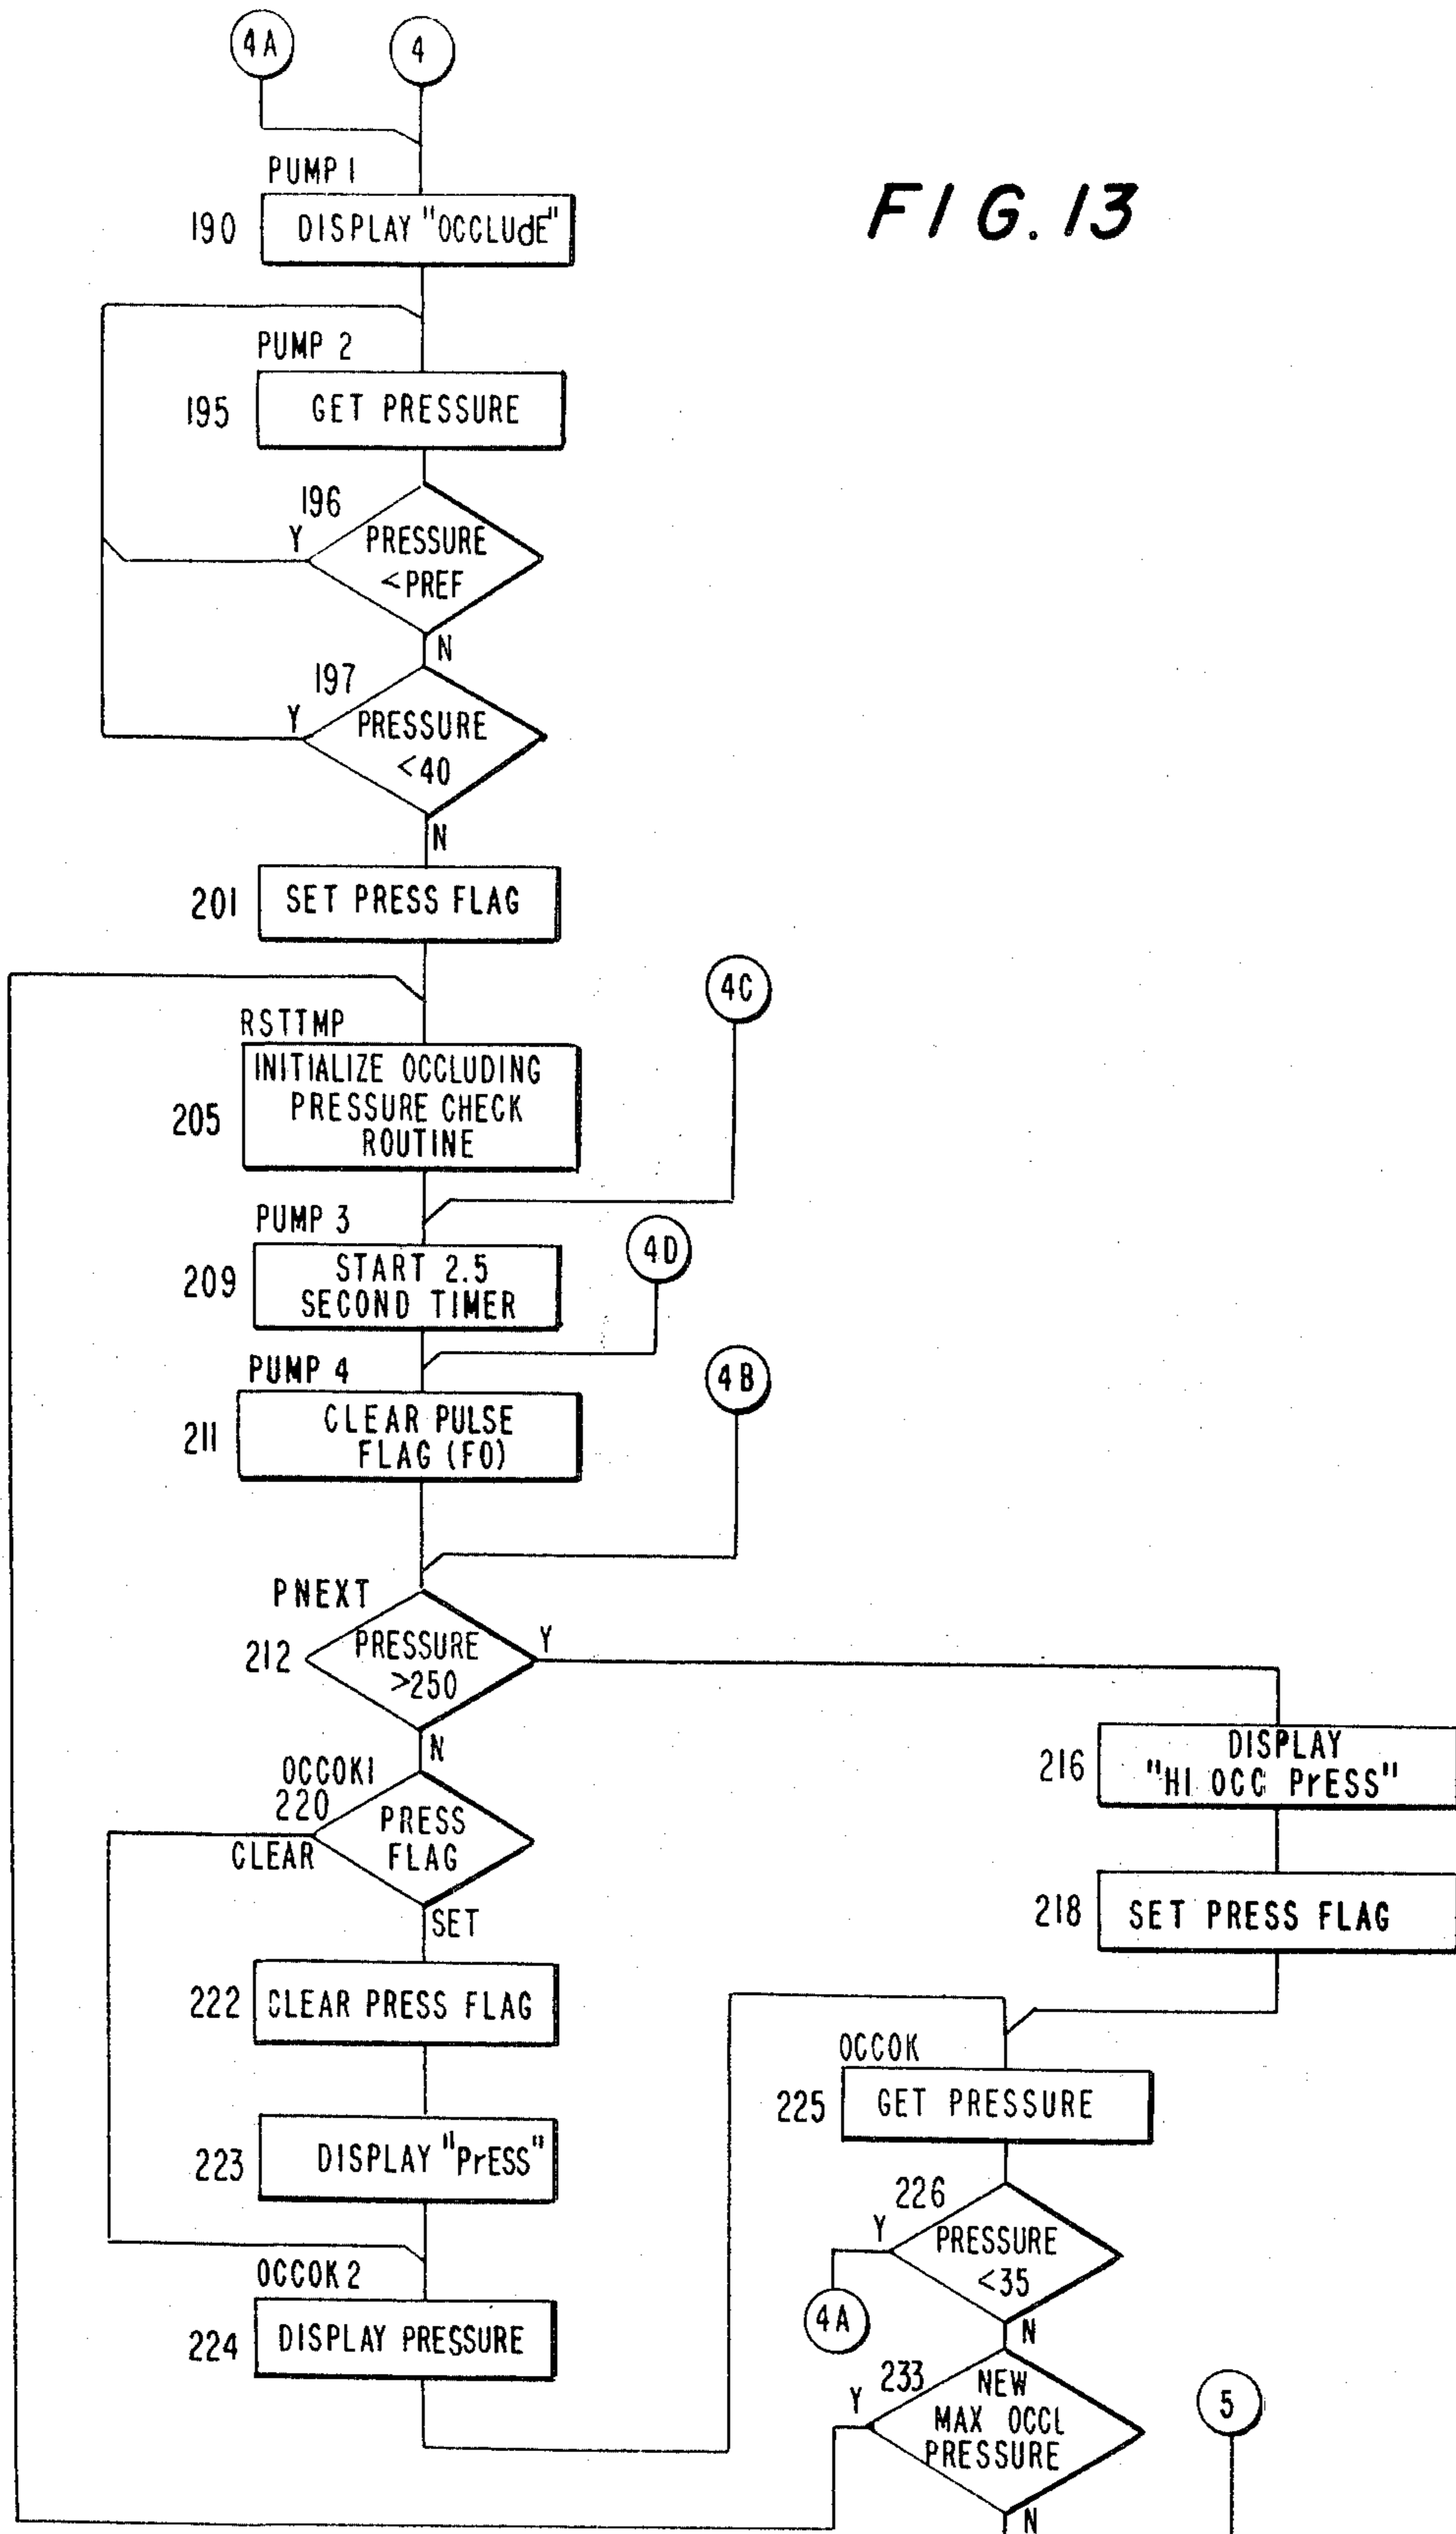 4A
4
FIG. 13
PUMP 1
190
DISPLAY "OCCLUdE"
PUMP 2
195
GET PRESSURE
196
Y
PRESSURE
<PREF
N
197
Y
PRESSURE
<40
N
201
SET PRESS FLAG
4C
RSTTMP
205
INITIALIZE OCCLUDING
PRESSURE CHECK
ROUTINE
PUMP 3
4D
209
START 2.5
SECOND TIMER
PUMP 4
4B
211
CLEAR PULSE
FLAG (F0)
PNEXT
212
PRESSURE
>250
Y
N
216
DISPLAY
"HI OCC PrESS"
OCCOK1
220
PRESS
FLAG
CLEAR
SET
218
SET PRESS FLAG
222
CLEAR PRESS FLAG
OCCOK
225
GET PRESSURE
223
DISPLAY "PrESS"
226
Y
PRESSURE
<35
4A
N
OCCOK 2
224
DISPLAY PRESSURE
233
Y
NEW
MAX OCCL
PRESSURE
N
5